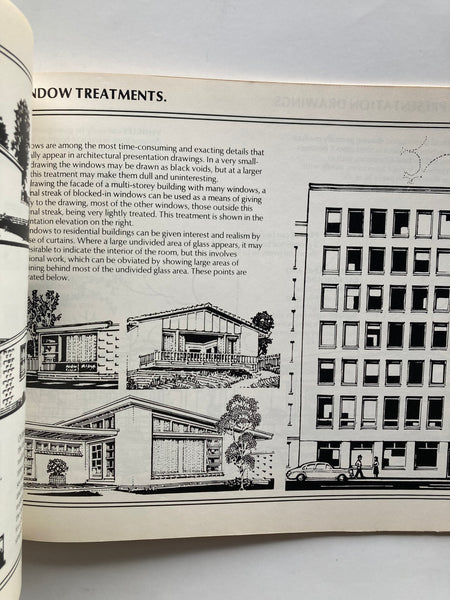 NDOW TREATMENTS.
ows are among the most time-consuming and exacting details that
lly appear in architectural presentation drawings. In a very small-
drawing the windows may be drawn as black voids, but at a larger
this treatment may make them dull and uninteresting.
drawing the facade of a multi-storey building with many windows, a
nal streak of blocked-in windows can be used as a means of giving
y to the drawing, most of the other windows, those outside this
nal streak, being very lightly treated. This treatment is shown in the
ntation elevation on the right.
ndows to residential buildings can be given interest and realism by
se of curtains. Where a large undivided area of glass appears, it may
sirable to indicate the interior of the room, but this involves
ional work, which can be obviated by showing large areas of
ining behind most of the undivided glass area. These points are
rated below.
PRESENTATION DRAWINGS